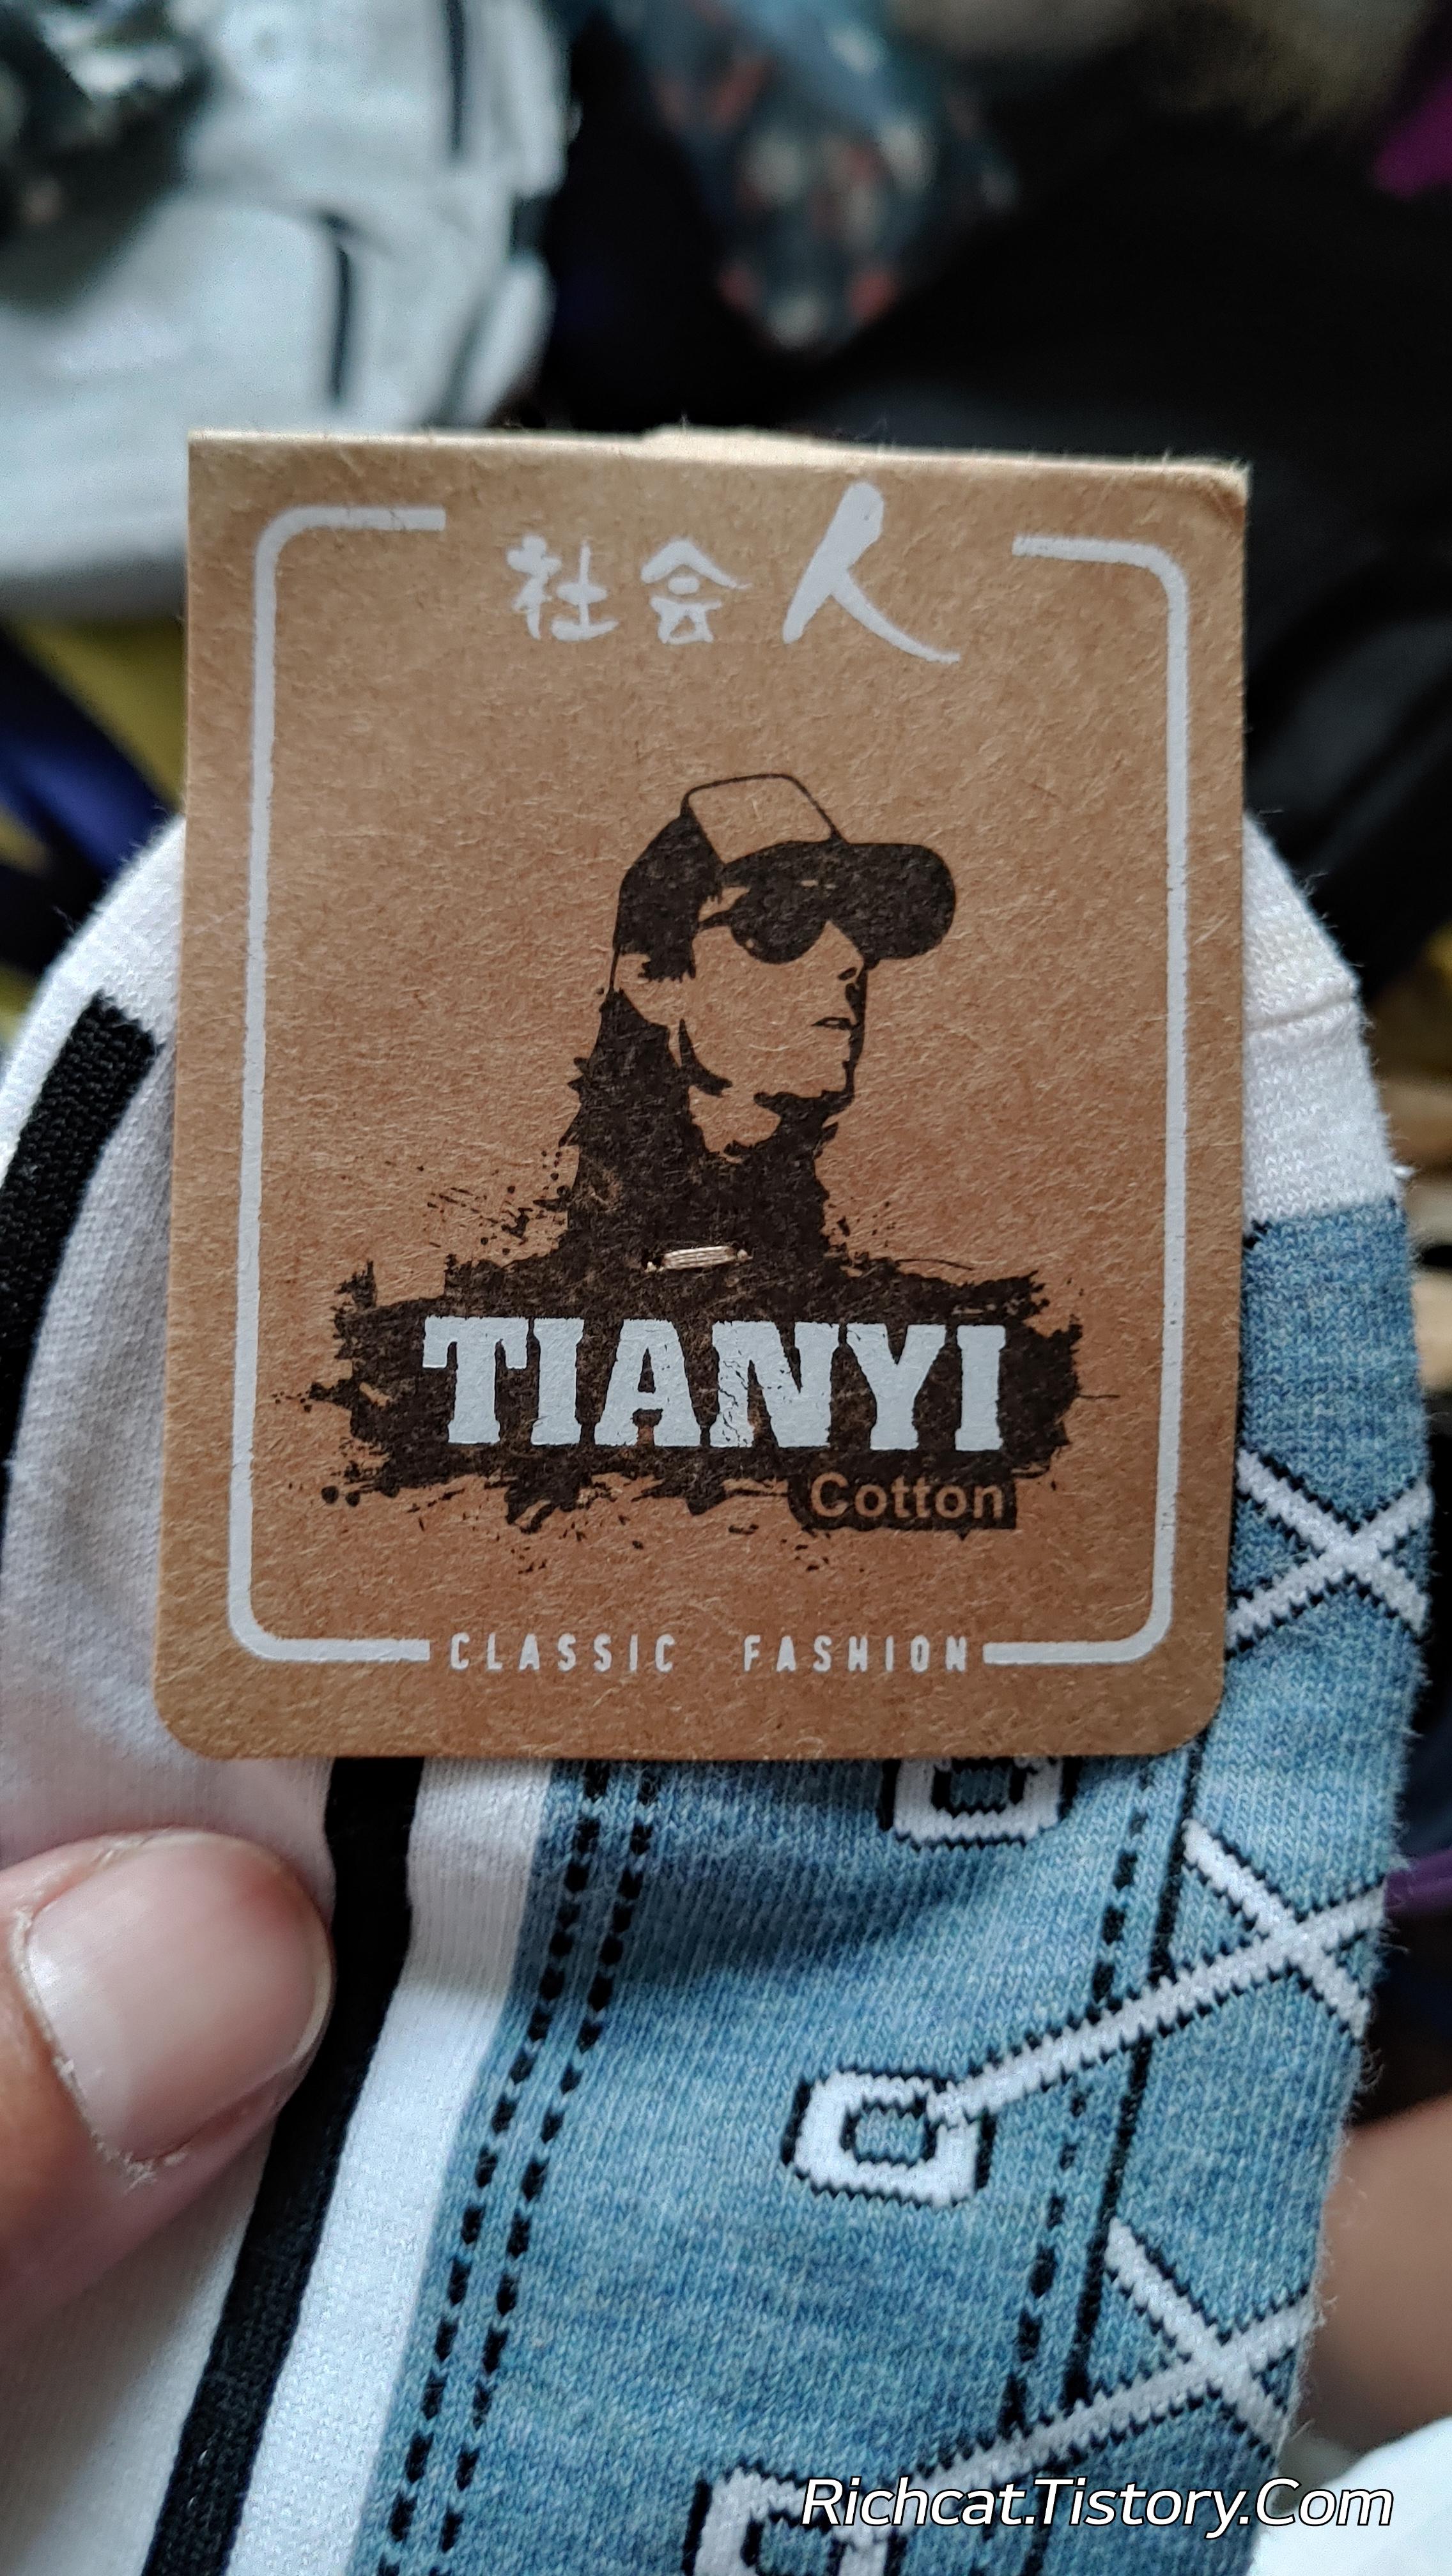 社会人
TIANYI
Cotton
CLASSIC FASHION
Richcat.Tistory.Com